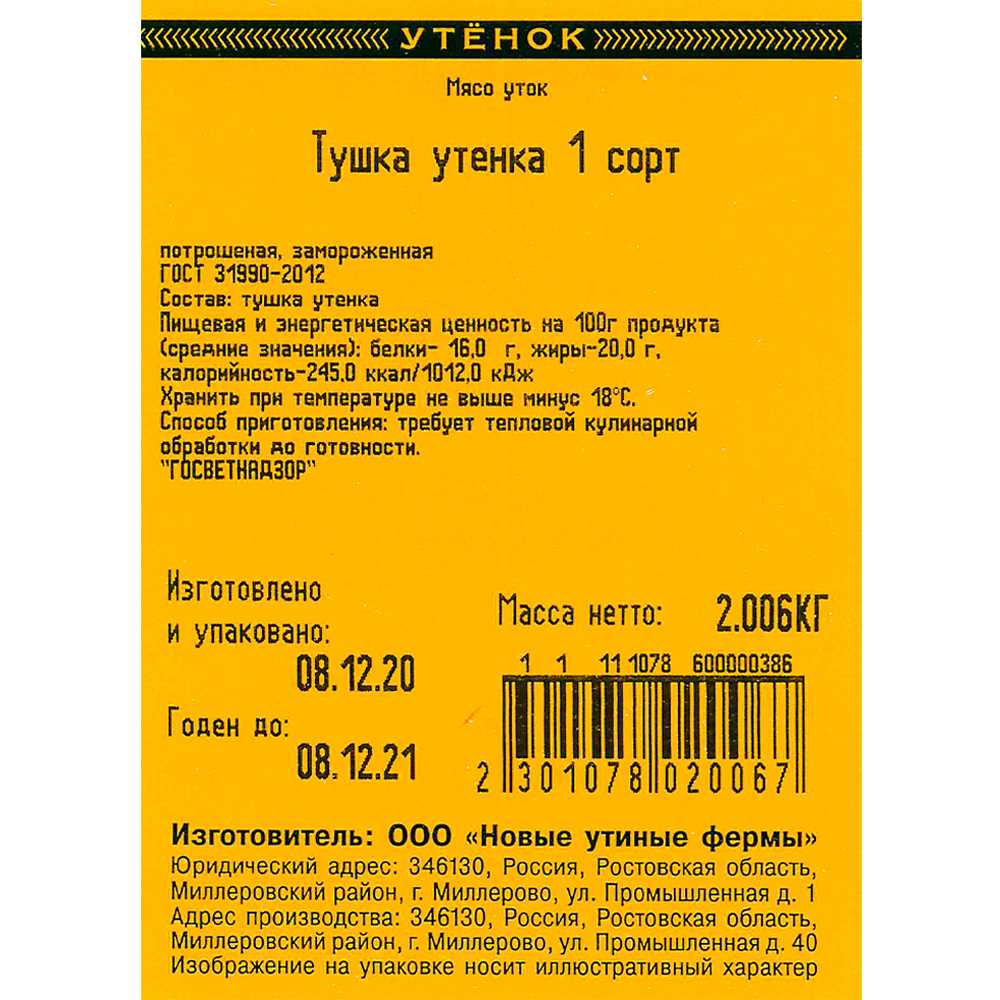 УТЁНОК
Мясо уток
Тушка утенка 1 сорт
потрошеная, замороженная
ГОСТ 31990-2012
Состав: тушка утенка
Пищевая и энергетическая ценность на 100г продукта
(средние значения): белки- 16,0 г, жиры-20,0 г,
калорийность-245,0 ккал/1012,0 кДж
Хранить при температуре не выше минус 18°С.
Способ приготовления: требует тепловой кулинарной
обработки до готовности.
"ГОСВЕТНАДЗОР"
Изготовлено
и упаковано:
08.12.20
Годен до:
08.12.21
Масса нетто: 2.006КГ
1 1 11 1078 600000386
2 301078 020067
Изготовитель: ООО «Новые утиные фермы»
Юридический адрес: 346130, Россия, Ростовская область,
Миллеровский район, г. Миллерово, ул. Промышленная д. 1
Адрес производства: 346130, Россия, Ростовская область,
Миллеровский район, г. Миллерово, ул. Промышленная д. 40
Изображение на упаковке носит иллюстративный характер